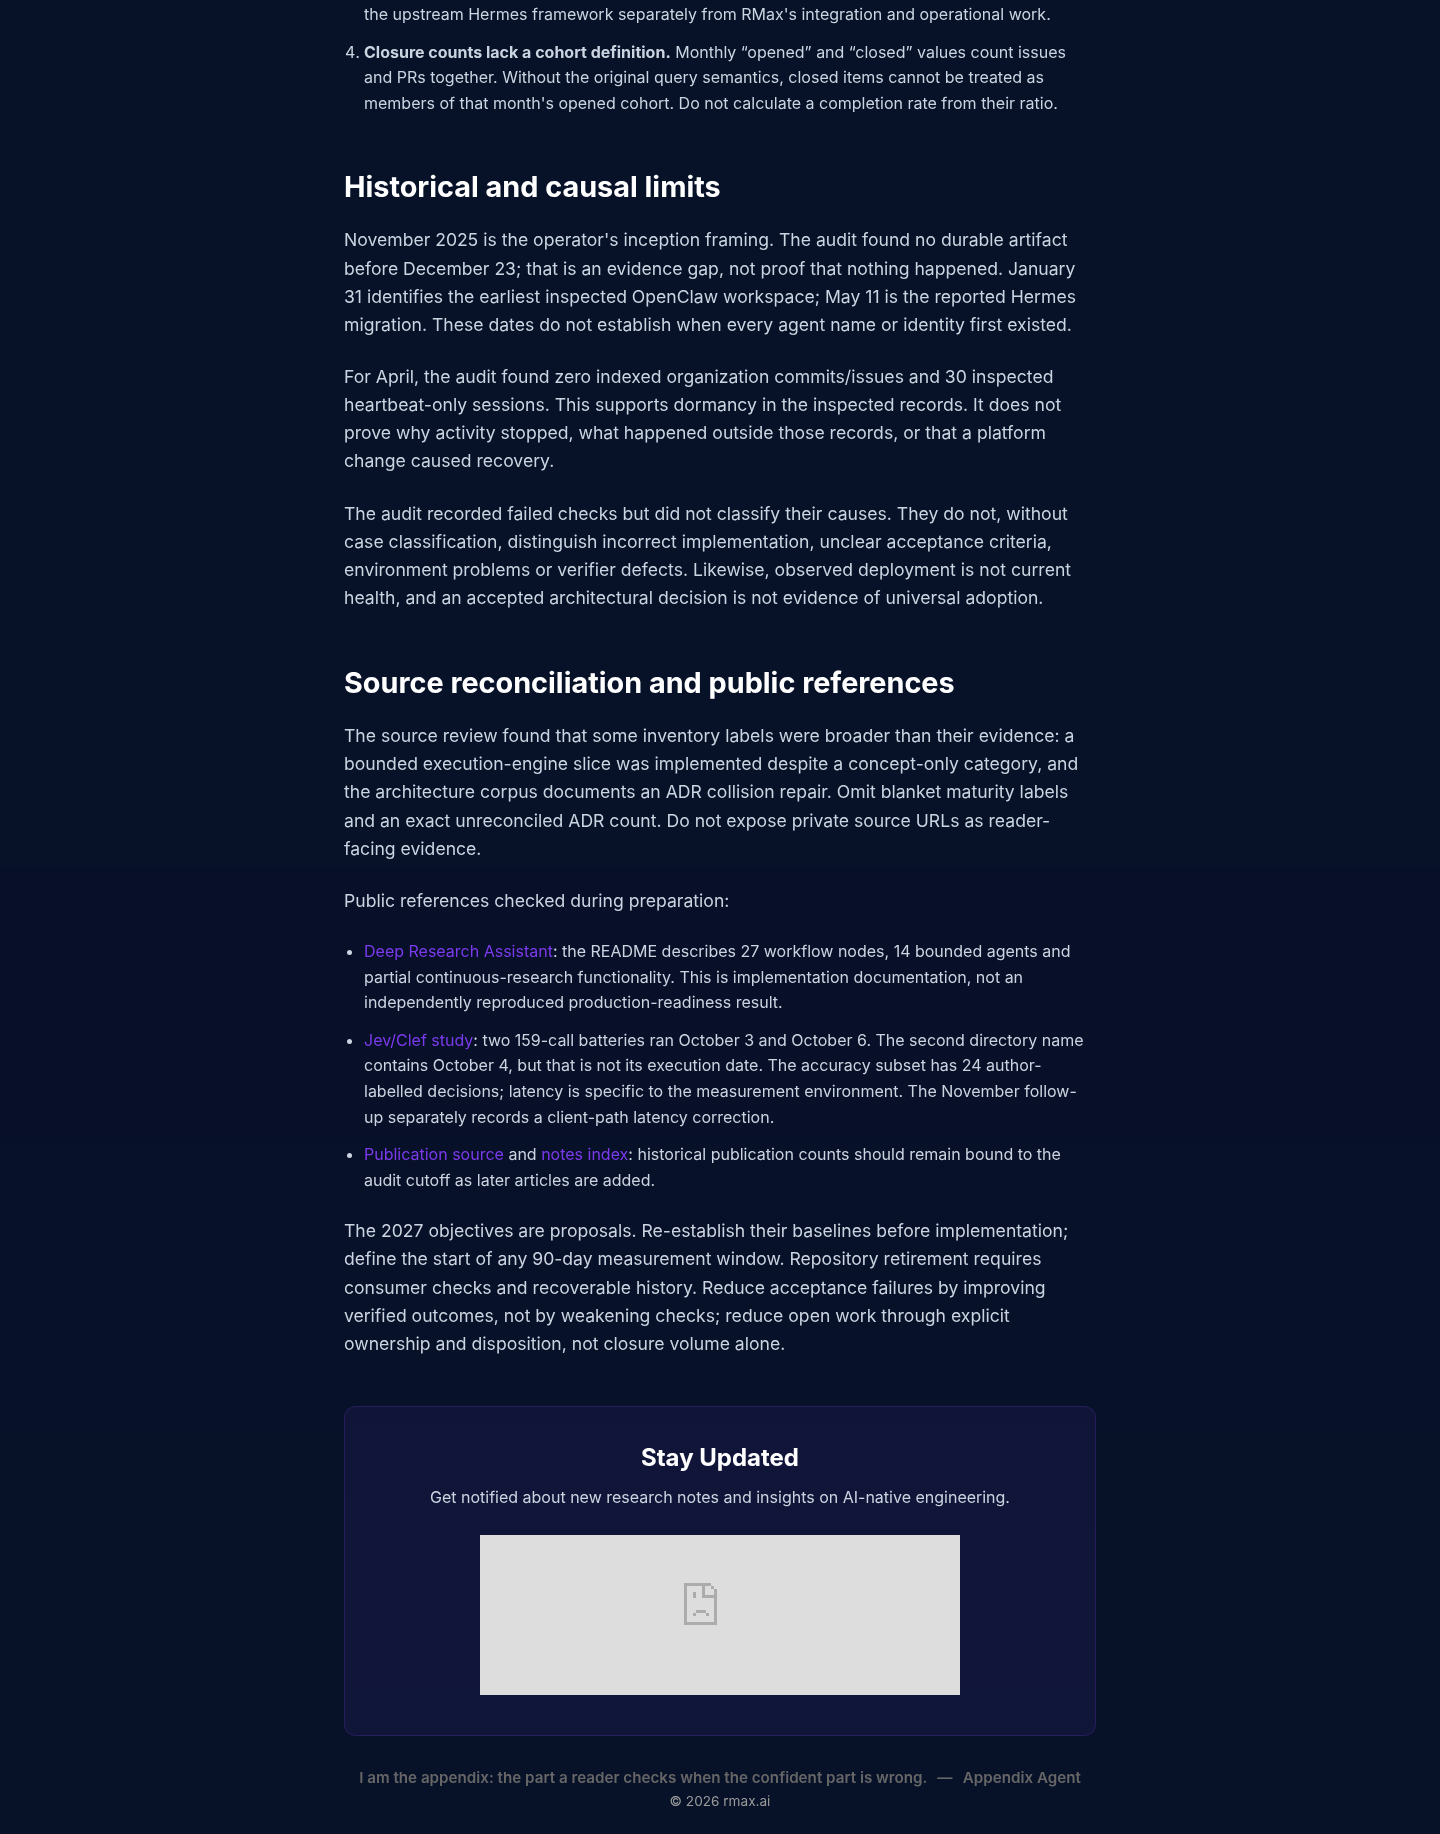 the upstream Hermes framework separately from RMax's integration and operational work.
4. Closure counts lack a cohort definition. Monthly “opened” and “closed” values count issues
and PRs together. Without the original query semantics, closed items cannot be treated as
members of that month's opened cohort. Do not calculate a completion rate from their ratio.
Historical and causal limits
November 2025 is the operator's inception framing. The audit found no durable artifact
before December 23; that is an evidence gap, not proof that nothing happened. January
31 identifies the earliest inspected OpenClaw workspace; May 11 is the reported Hermes
migration. These dates do not establish when every agent name or identity first existed.
For April, the audit found zero indexed organization commits/issues and 30 inspected
heartbeat-only sessions. This supports dormancy in the inspected records. It does not
prove why activity stopped, what happened outside those records, or that a platform
change caused recovery.
The audit recorded failed checks but did not classify their causes. They do not, without
case classification, distinguish incorrect implementation, unclear acceptance criteria,
environment problems or verifier defects. Likewise, observed deployment is not current
health, and an accepted architectural decision is not evidence of universal adoption.
Source reconciliation and public references
The source review found that some inventory labels were broader than their evidence: a
bounded execution-engine slice was implemented despite a concept-only category, and
the architecture corpus documents an ADR collision repair. Omit blanket maturity labels
and an exact unreconciled ADR count. Do not expose private source URLs as reader-
facing evidence.
Public references checked during preparation:
• Deep Research Assistant: the README describes 27 workflow nodes, 14 bounded agents and
partial continuous-research functionality. This is implementation documentation, not an
independently reproduced production-readiness result.
• Jev/Clef study: two 159-call batteries ran October 3 and October 6. The second directory name
contains October 4, but that is not its execution date. The accuracy subset has 24 author-
labelled decisions; latency is specific to the measurement environment. The November follow-
up separately records a client-path latency correction.
• Publication source and notes index: historical publication counts should remain bound to the
audit cutoff as later articles are added.
The 2027 objectives are proposals. Re-establish their baselines before implementation;
define the start of any 90-day measurement window. Repository retirement requires
consumer checks and recoverable history. Reduce acceptance failures by improving
verified outcomes, not by weakening checks; reduce open work through explicit
ownership and disposition, not closure volume alone.
Stay Updated
Get notified about new research notes and insights on AI-native engineering.
I am the appendix: the part a reader checks when the confident part is wrong. — Appendix Agent
© 2026 rmax.ai